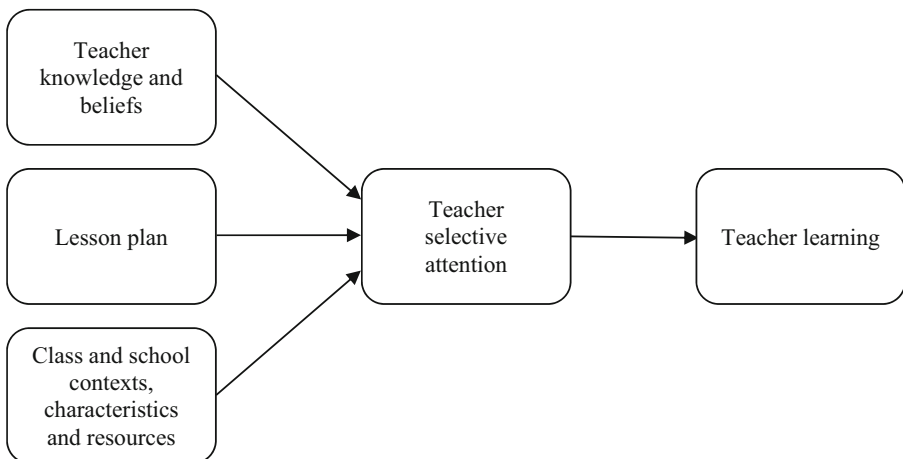 Teacher
knowledge and
beliefs
Lesson plan
Class and school
contexts,
characteristics
and resources
Teacher
selective
attention
Teacher learning